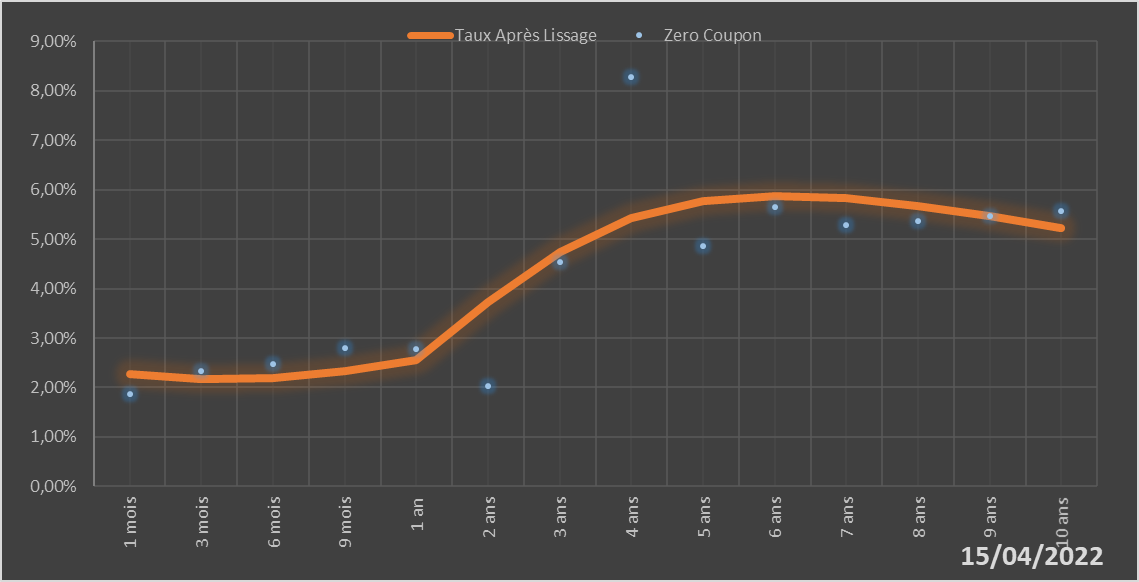 Taux Après Lissage Zero Coupon
9,00%
8,00%
7,00%
6,00%
5,00%
4,00%
3,00%
2,00%
1,00%
0,00%
1 mois
3 mois
6 mois
9 mois
1 an
2 ans
3 ans
4 ans
5 ans
6 ans
7 ans
8 ans
9 ans
10 ans
15/04/2022